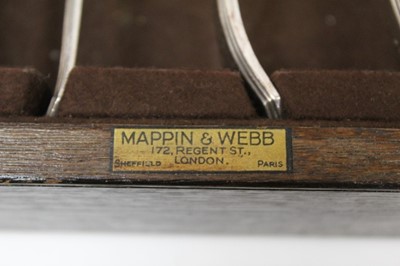 MAPPIN & WEBB
172, REGENT ST.,
SHEFFIELD LONDON. PARIS